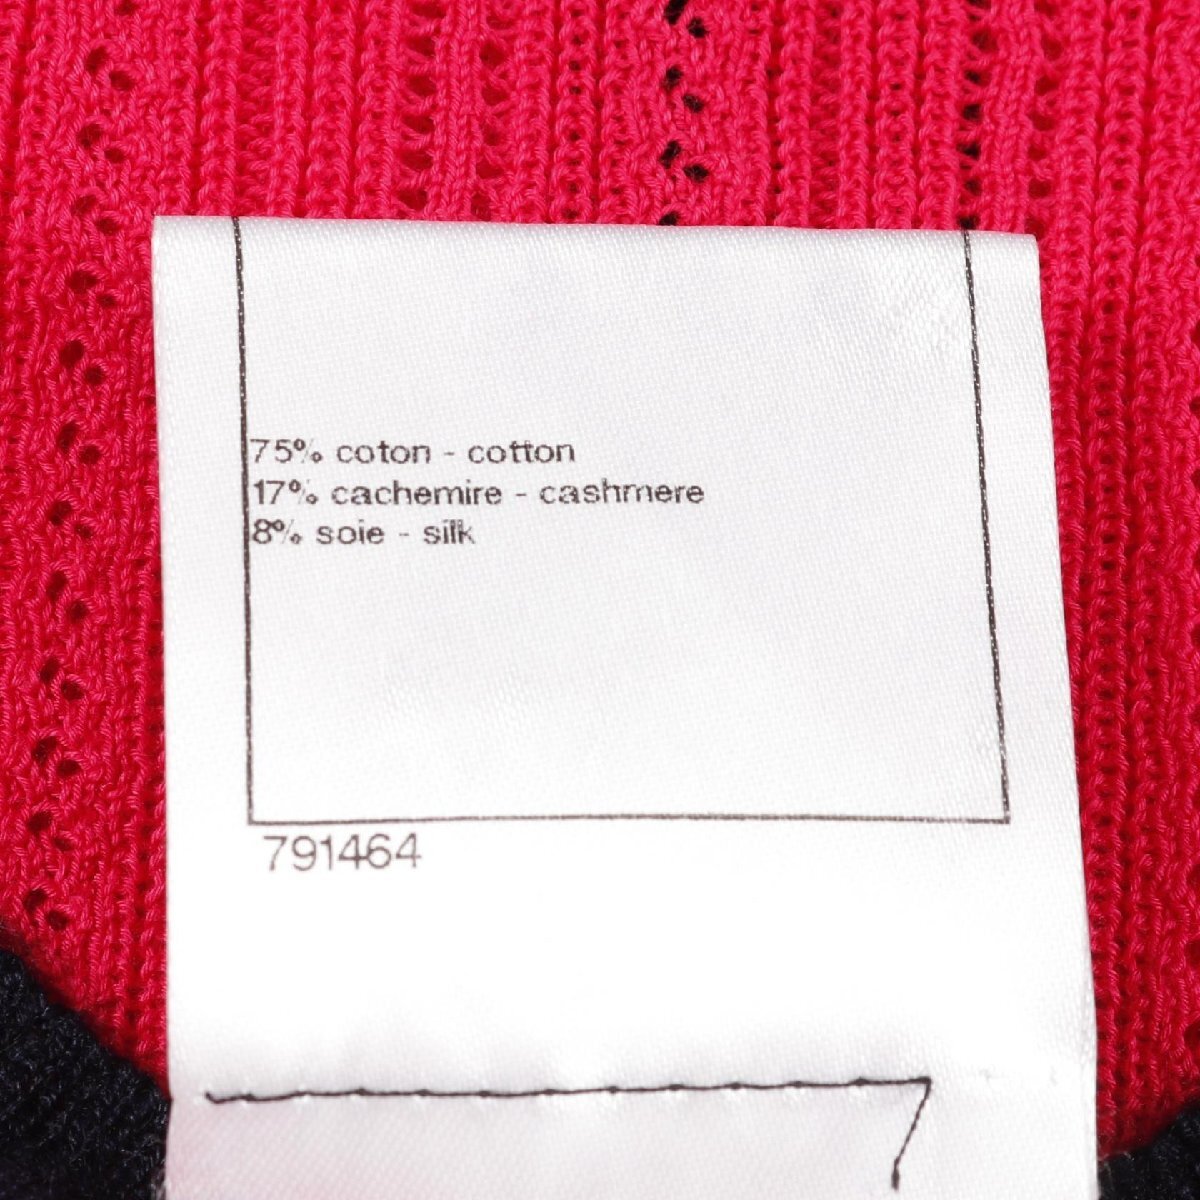 75% coton - cotton
17% cachemire - cashmere
8% soie - silk
791464